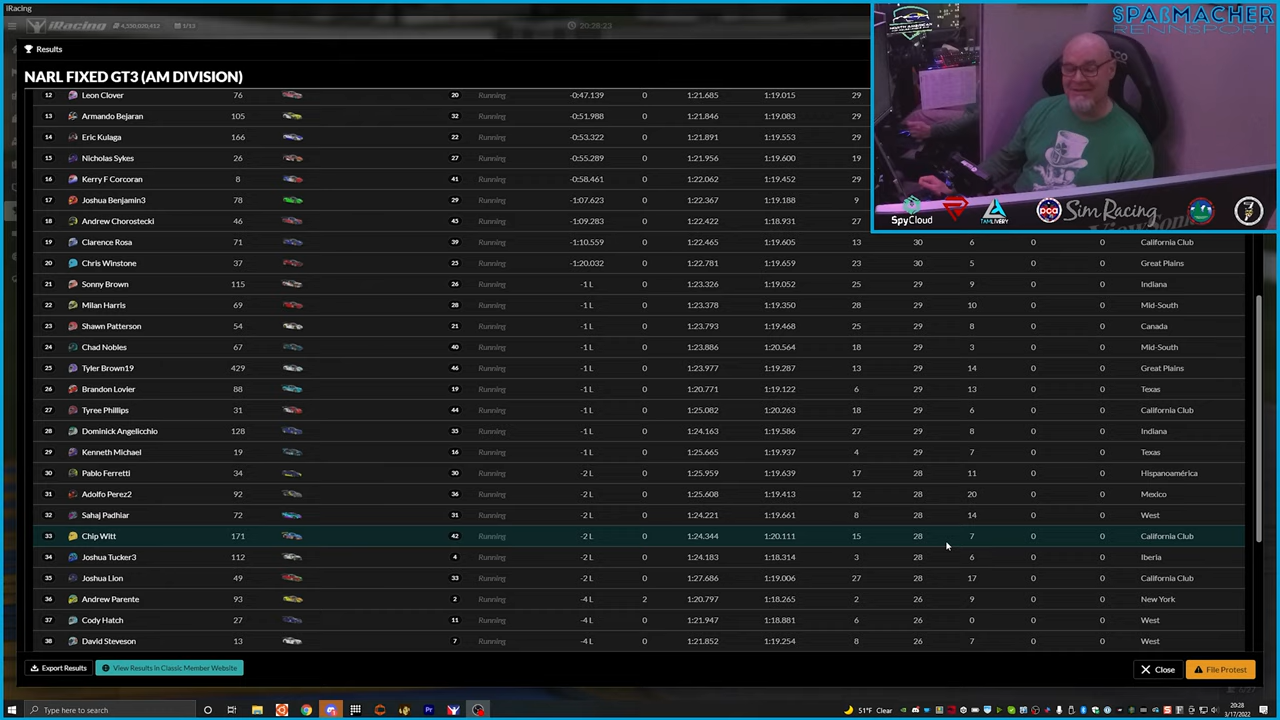 iRacing
iRacing 4,558,020,413 1/13 20:28:23
SPAßMACHER
RENNSPORT
Results
NARL FIXED GT3 (AM DIVISION)
12 Leon Clover 76 20 Running -0:47.139 0 1:21.685 1:19.015 29
13 Armando Bejaran 105 32 Running -0:51.988 0 1:21.846 1:19.083 29
14 Eric Kulaga 166 22 Running -0:53.322 0 1:21.891 1:19.553 29
15 Nicholas Sykes 26 27 Running -0:55.289 0 1:21.956 1:19.600 19
16 Kerry F Corcoran 8 41 Running -0:58.461 0 1:22.062 1:19.452 29
17 Joshua Benjamin3 78 29 Running -1:07.623 0 1:22.367 1:19.188 9
18 Andrew Chorostecki 46 45 Running -1:09.283 0 1:22.422 1:18.931 27
19 Clarence Rosa 71 39 Running -1:10.559 0 1:22.465 1:19.605 13 30 6 0 0 California Club
20 Chris Winstone 37 25 Running -1:20.032 0 1:22.781 1:19.659 23 30 5 0 0 Great Plains
21 Sonny Brown 115 26 Running -1 L 0 1:23.326 1:19.052 25 29 9 0 0 Indiana
22 Milan Harris 69 28 Running -1 L 0 1:23.378 1:19.350 28 29 10 0 0 Mid-South
23 Shawn Patterson 54 21 Running -1 L 0 1:23.793 1:19.468 25 29 8 0 0 Canada
24 Chad Nobles 67 40 Running -1 L 0 1:23.886 1:20.564 18 29 3 0 0 Mid-South
25 Tyler Brown19 429 46 Running -1 L 0 1:23.977 1:19.287 13 29 14 0 0 Great Plains
26 Brandon Lovier 88 19 Running -1 L 0 1:20.771 1:19.122 6 29 13 0 0 Texas
27 Tyree Phillips 31 44 Running -1 L 0 1:25.082 1:20.263 18 29 6 0 0 California Club
28 Dominick Angelicchio 128 35 Running -1 L 0 1:24.163 1:19.586 27 29 8 0 0 Indiana
29 Kenneth Michael 19 16 Running -1 L 0 1:25.665 1:19.937 4 29 7 0 0 Texas
30 Pablo Ferretti 34 30 Running -2 L 0 1:25.959 1:19.639 17 28 11 0 0 Hispanoamérica
31 Adolfo Perez2 92 36 Running -2 L 0 1:25.608 1:19.413 12 28 20 0 0 Mexico
32 Sahaj Padhiar 72 31 Running -2 L 0 1:24.221 1:19.661 8 28 14 0 0 West
33 Chip Witt 171 42 Running -2 L 0 1:24.344 1:20.111 15 28 7 0 0 California Club
34 Joshua Tucker3 112 4 Running -2 L 0 1:24.183 1:18.314 3 28 6 0 0 Iberia
35 Joshua Lion 49 33 Running -2 L 0 1:27.686 1:19.006 27 28 17 0 0 California Club
36 Andrew Parente 93 2 Running -4 L 2 1:20.797 1:18.265 2 26 9 0 0 New York
37 Cody Hatch 27 11 Running -4 L 0 1:21.947 1:18.881 6 26 0 0 0 West
38 David Steveson 13 7 Running -4 L 0 1:21.852 1:19.254 8 26 7 0 0 West
SpyCloud TAMLIVERY Sim Racing
Export Results View Results in Classic Member Website Close File Protest
Type here to search 51°F Clear 20:28
3/17/2022